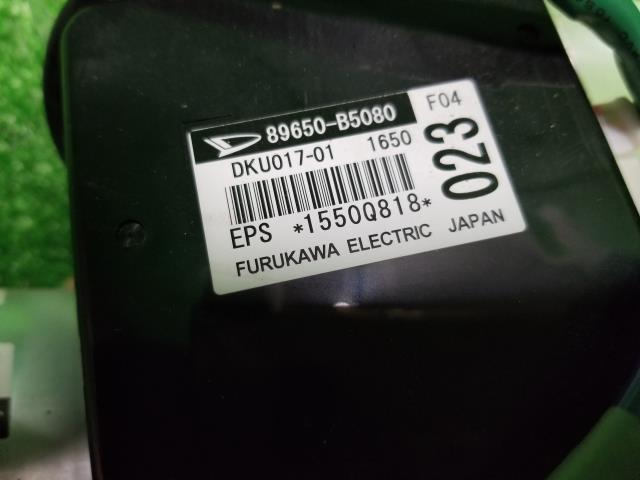 89650-B5080 F04
DKU017-01 1650
023
EPS *1550Q818*
FURUKAWA ELECTRIC JAPAN